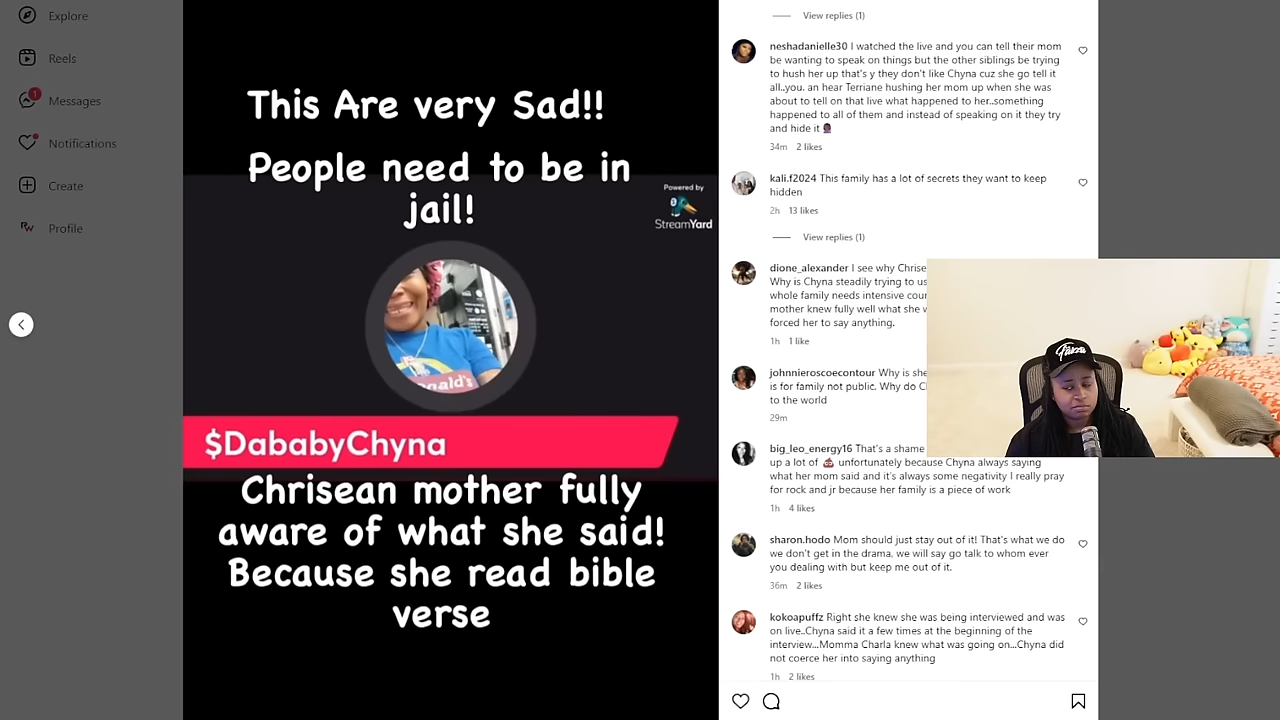 Explore
Reels
1
Messages
Notifications
Create
Profile
This Are very Sad!!
People need to be in
jail!
Powered by
StreamYard
$DababyChyna
Chrisean mother fully
aware of what she said!
Because she read bible
verse
View replies (1)
neshadanielle30 I watched the live and you can tell their mom
be wanting to speak on things but the other siblings be trying
to hush her up that's y they don't like Chyna cuz she go tell it
all..you. an hear Terriane hushing her mom up when she was
about to tell on that live what happened to her..something
happened to all of them and instead of speaking on it they try
and hide it
34m 2 likes
kali.f2024 This family has a lot of secrets they want to keep
hidden
2h 13 likes
View replies (1)
dione_alexander I see why Chrise
Why is Chyna steadily trying to us
whole family needs intensive cour
mother knew fully well what she w
forced her to say anything.
1h 1 like
johnnieroscoecontour Why is she
is for family not public. Why do C
to the world
29m
big_leo_energy16 That's a shame
up a lot of 💩 unfortunately because Chyna always saying
what her mom said and it's always some negativity I really pray
for rock and jr because her family is a piece of work
1h 4 likes
sharon.hodo Mom should just stay out of it! That's what we do
we don't get in the drama, we will say go talk to whom ever
you dealing with but keep me out of it.
36m 2 likes
kokoapuffz Right she knew she was being interviewed and was
on live..Chyna said it a few times at the beginning of the
interview...Momma Charla knew what was going on...Chyna did
not coerce her into saying anything
1h 2 likes